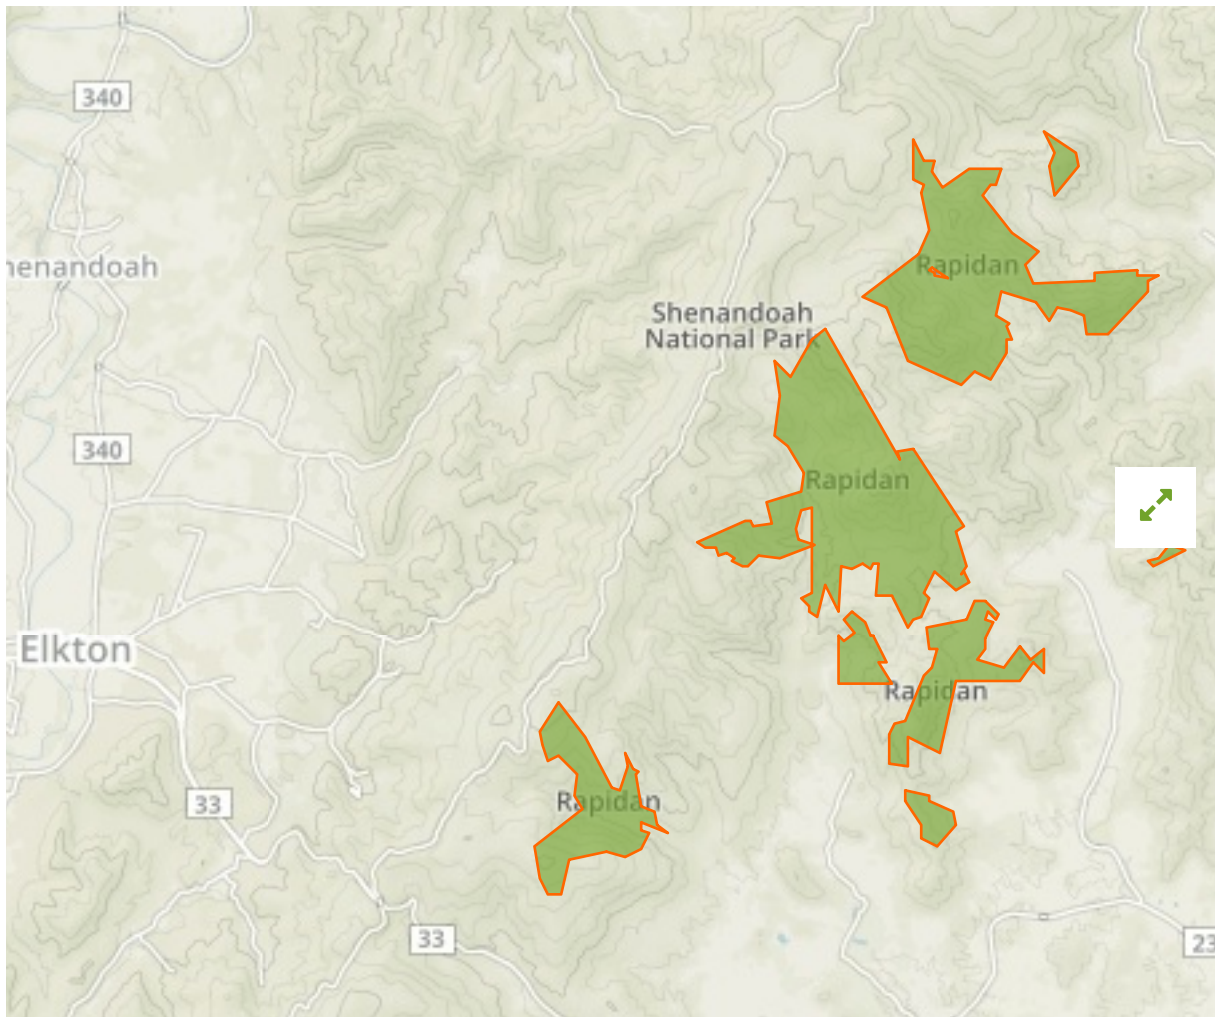 340
Rapidan
henandoah
Shenandoah
National Park
340
Rapidan
Elkton
Rapidan
33
Rapidan
33
23